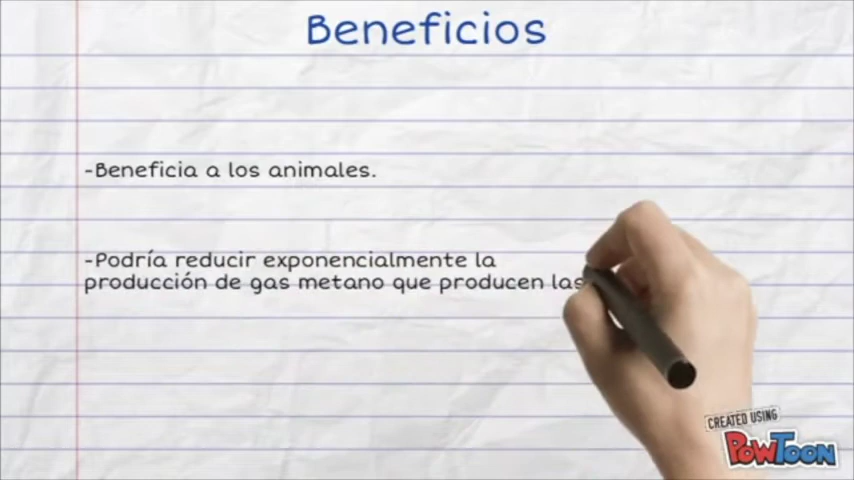 Beneficios
-Beneficia a los animales.
-Podría reducir exponencialmente la
producción de gas metano que producen las
CREATED USING
POWTOON